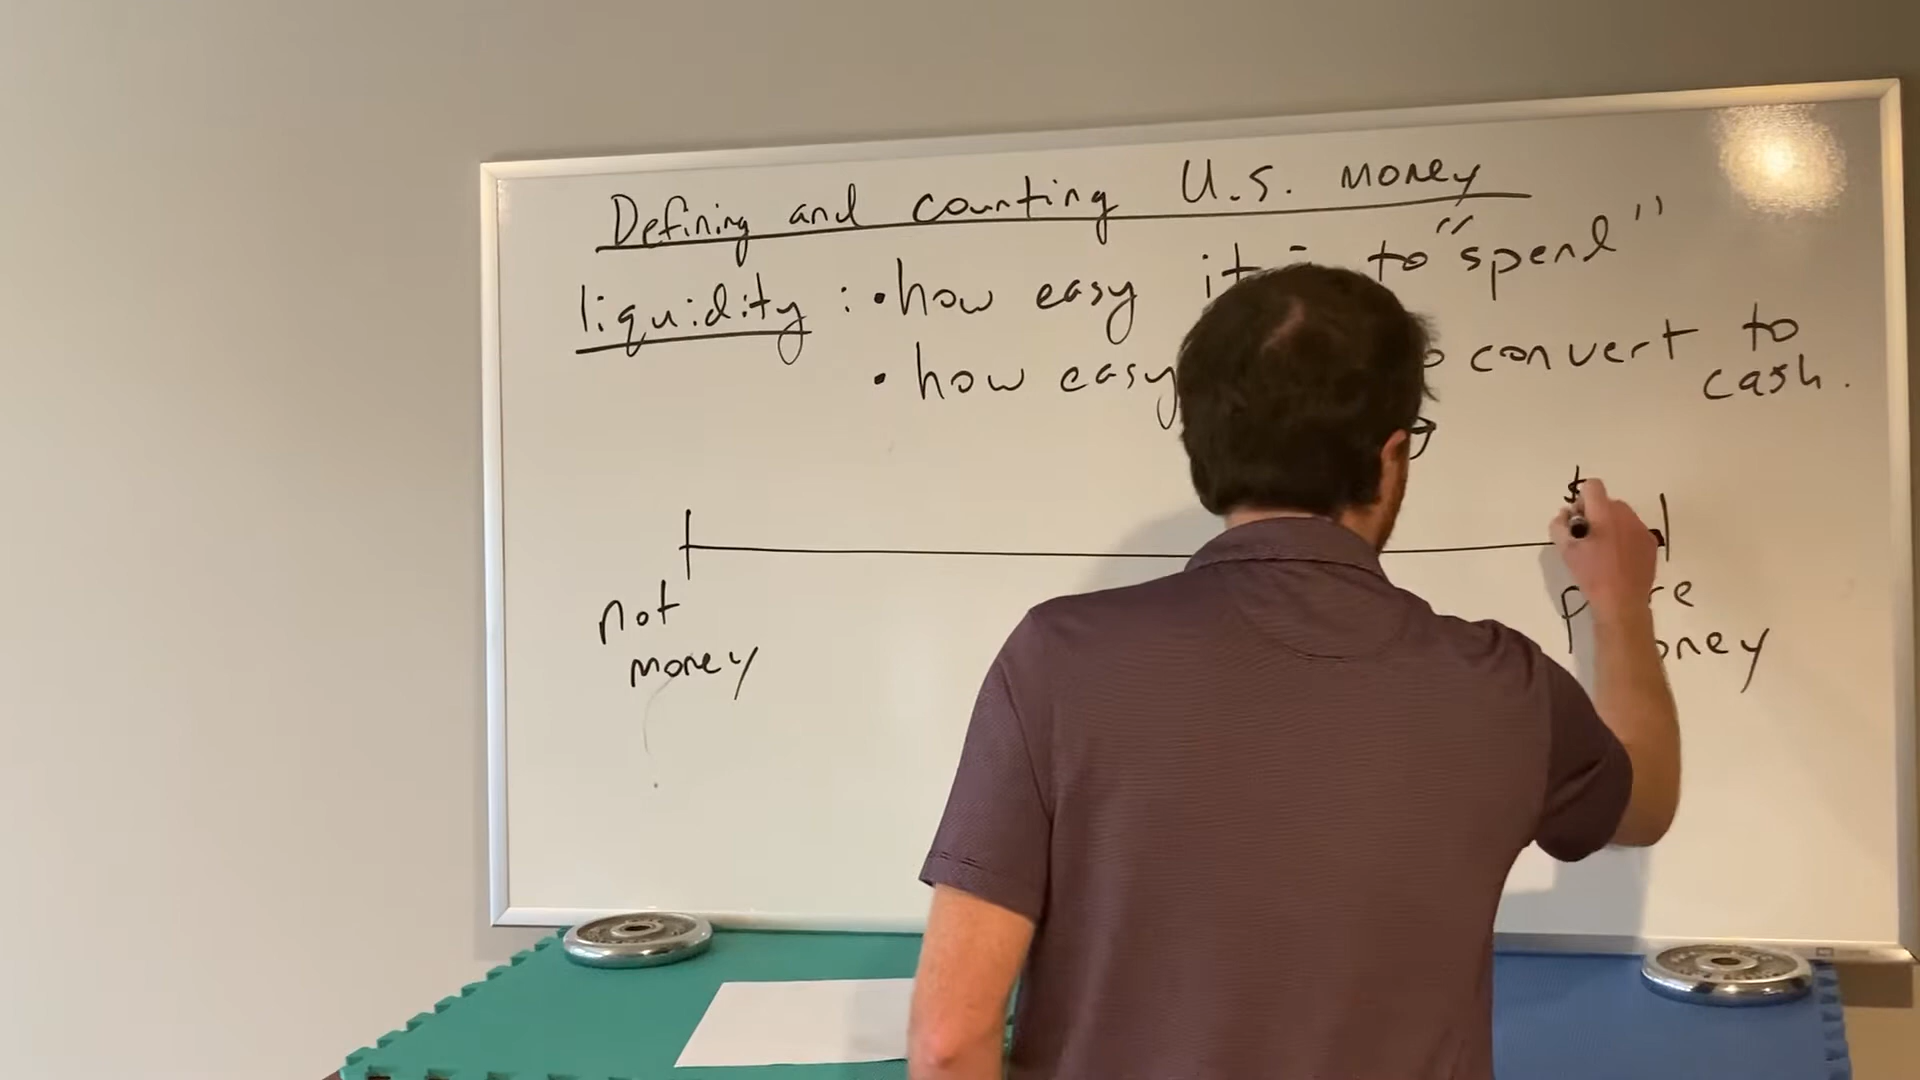 Defining and counting U.S. money
liquidity : • how easy it to "spend"
• how easy convert to
cash.
$
not
money